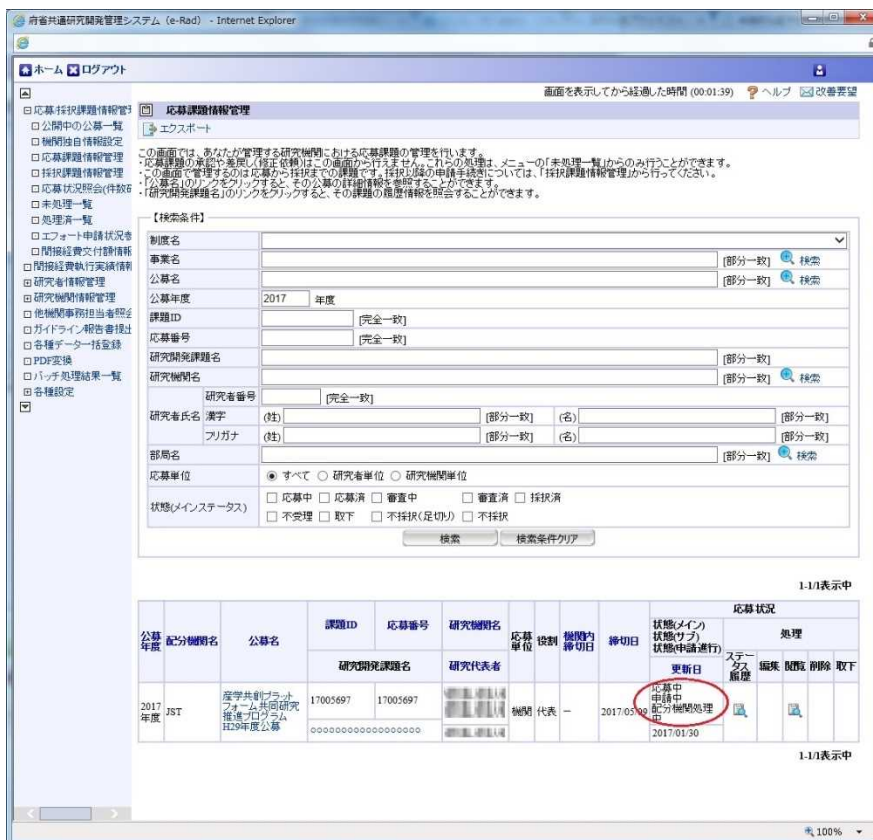 府省共通研究開発管理システム (e-Rad) - Internet Explorer
ホーム ログアウト
画面を表示してから経過した時間 (00:01:39) ヘルプ 改善要望
応募/採択課題情報管
公開中の公募一覧
機関独自情報設定
応募課題情報管理
採択課題情報管理
応募状況照会(件数
未処理一覧
処理済一覧
エフォート申請状況
間接経費交付額情報
間接経費執行実績情報
研究者情報管理
研究機関情報管理
他機関事務担当者照会
ガイドライン報告書提出
各種データ一括登録
PDF変換
バッチ処理結果一覧
各種設定
応募課題情報管理
エクスポート
この画面では、あなたが管理する研究機関における応募課題の管理を行います。
・応募課題の承認や差戻し(修正依頼)はこの画面から行えません。これらの処理は、メニューの「未処理一覧」からのみ行うことができます。
・この画面で管理するのは応募から採択までの課題です。採択以降の申請手続きについては、「採択課題情報管理」から行ってください。
・「公募名」のリンクをクリックすると、その公募の詳細情報を参照することができます。
・「研究開発課題名」のリンクをクリックすると、その課題の履歴情報を照会することができます。
【検索条件】
制度名
事業名 [部分一致] 検索
公募名 [部分一致] 検索
公募年度 2017 年度
課題ID [完全一致]
応募番号 [完全一致]
研究開発課題名 [部分一致]
研究機関名 [部分一致] 検索
研究者氏名 研究者番号 [完全一致]
漢字 (姓) [部分一致] (名) [部分一致]
フリガナ (姓) [部分一致] (名) [部分一致]
部局名 [部分一致] 検索
応募単位 すべて 研究者単位 研究機関単位
状態(メインステータス) 応募中 応募済 審査中 審査済 採択済
不受理 取下 不採択(足切り) 不採択
検索 検索条件クリア
1-1/1表示中
公募年度 配分機関名 公募名 課題ID 応募番号 研究機関名 応募単位 役割 機関内締切日 締切日 応募状況
状態(メイン)
状態(サブ)
状態(申請進行)
処理
研究開発課題名 研究代表者 更新日 ステータス履歴 編集 閲覧 削除 取下
2017年度 JST 産学共創プラットフォーム共同研究推進プログラムH29年度公募 17005697 17005697 機関 代表 － 2017/05/09
応募中
申請中
配分機関処理中
oooooooooooooooooo 2017/01/30
1-1/1表示中
100%